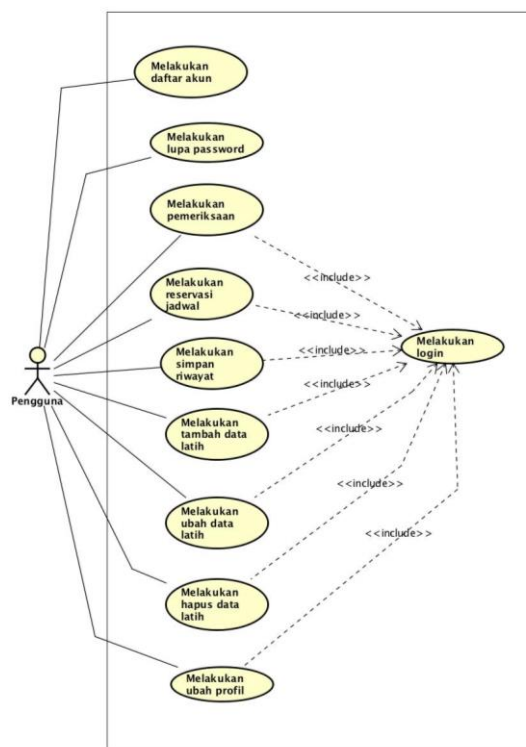 Melakukan
daftar akun
Melakukan
lupa password
Melakukan
pemeriksaan
<<include>>
Melakukan
reservasi
jadwal
<<include>>
Melakukan
login
Melakukan
simpan
riwayat
<<include>>
Pengguna
<<include>>
Melakukan
tambah data
latih
<<include>>
Melakukan
ubah data
latih
<<include>>
Melakukan
hapus data
latih
<<include>>
Melakukan
ubah profil